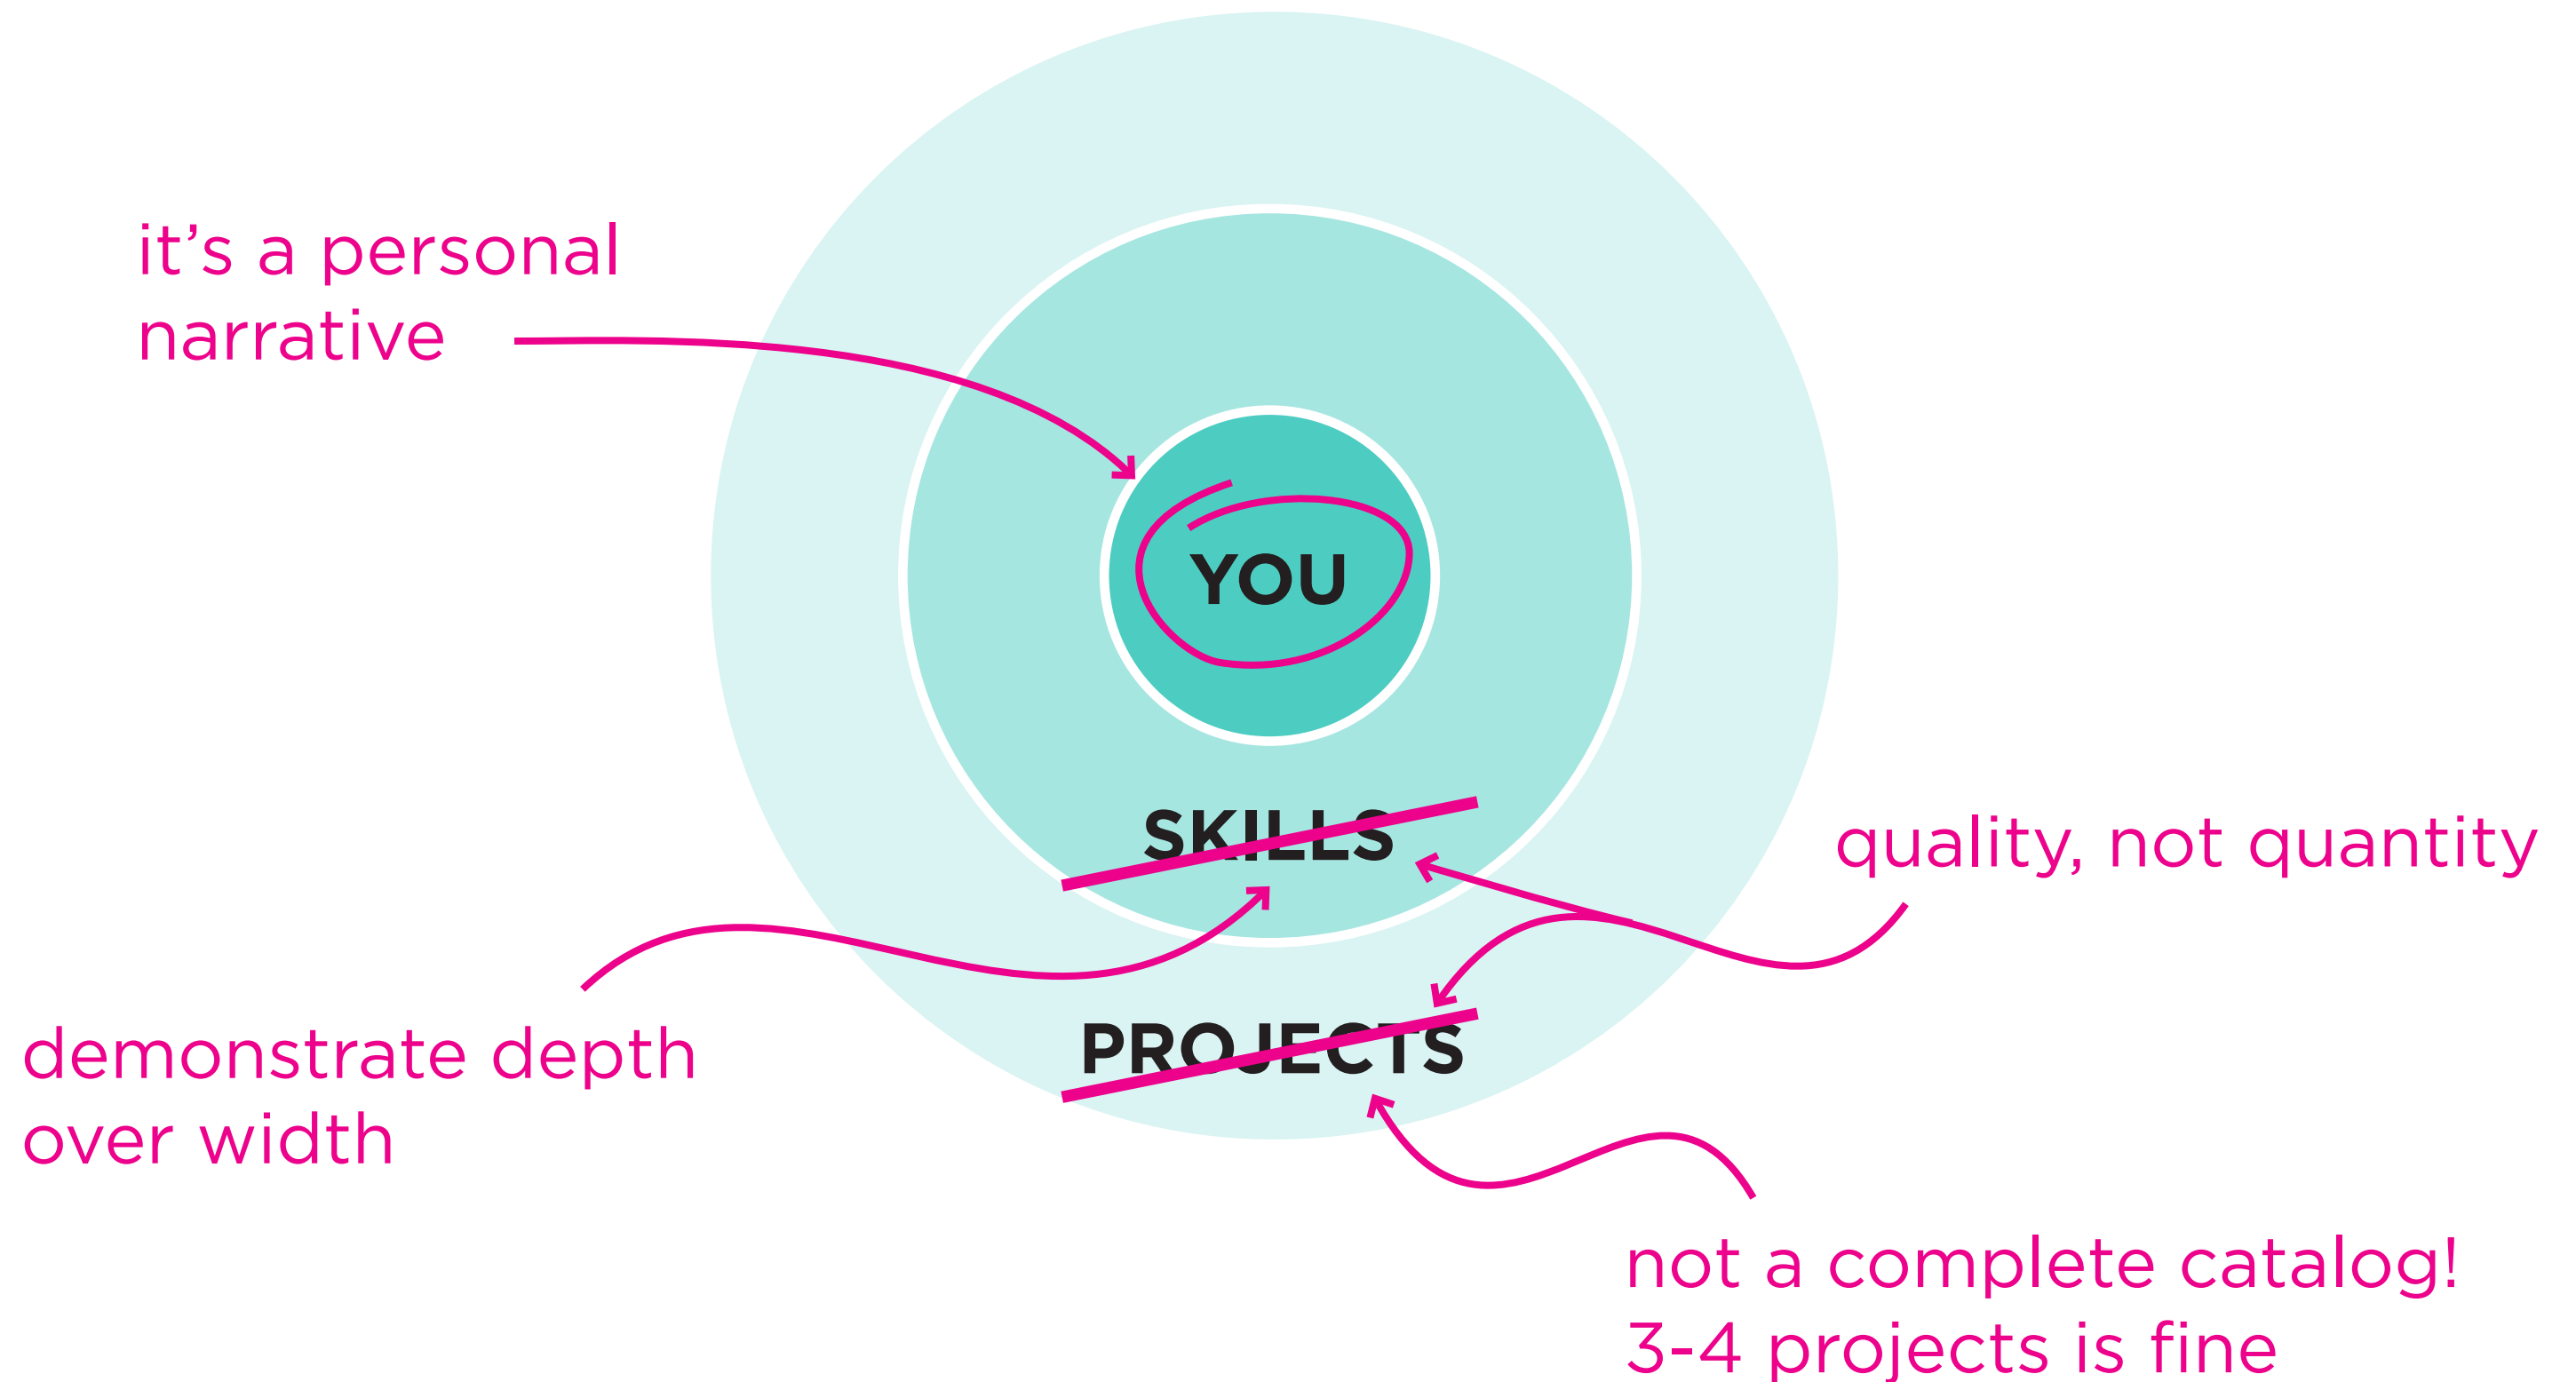 it’s a personal
narrative
YOU
SKILLS
quality, not quantity
demonstrate depth
over width
PROJECTS
not a complete catalog!
3-4 projects is fine